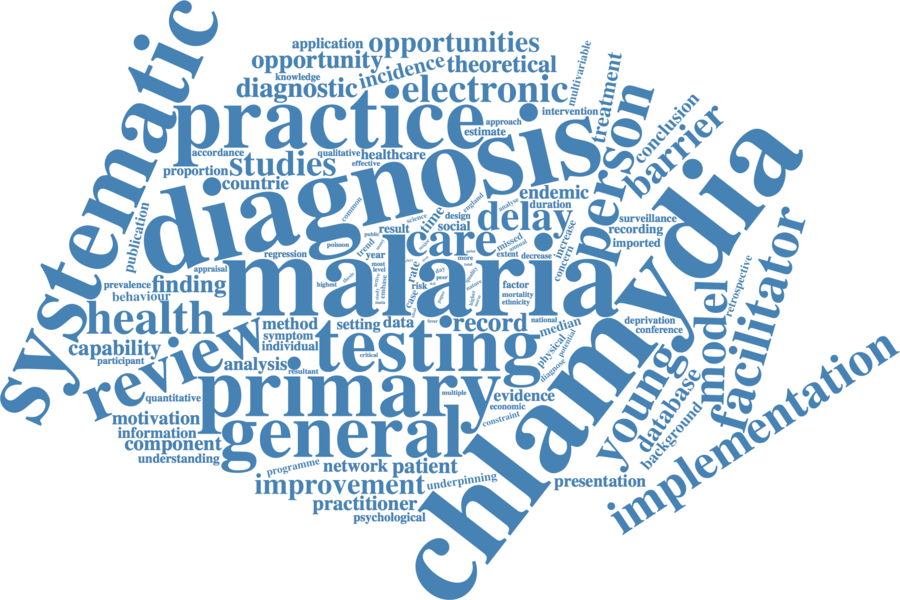 systematic
application
opportunities
opportunity
incidence
theoretical
knowledge
diagnostic
electronic
multivariable
treatment
practice
intervention
approach
estimate
person
conclusion
barrier
accordance
qualitative
healthcare
effective
proportion
studies
countrie
diagnosis
chlamydia
publication
common
england
analyse
endemic
duration
time
design
social
science
delay
result
public
care
missed
annual
extent
decrease
increase
concern
surveillance
recording
imported
poisson
trend
year
regression
appraisal
most
level
malaria
prevalence
finding
behaviour
highest
rate
risk
case
day
peer
more
quality
nature
higher
factor
mortality
ethnicity
model
retrospective
facilitator
health
method
setting
data
record
national
median
deprivation
conference
symptom
individual
testing
physical
potential
diagnose
capability
participant
review
analysis
resultant
critical
young
database
background
quantitative
primary
multiple
evidence
economic
constraint
motivation
information
component
understanding
general
implementation
programme
network
patient
underpinning
presentation
improvement
practitioner
psychological